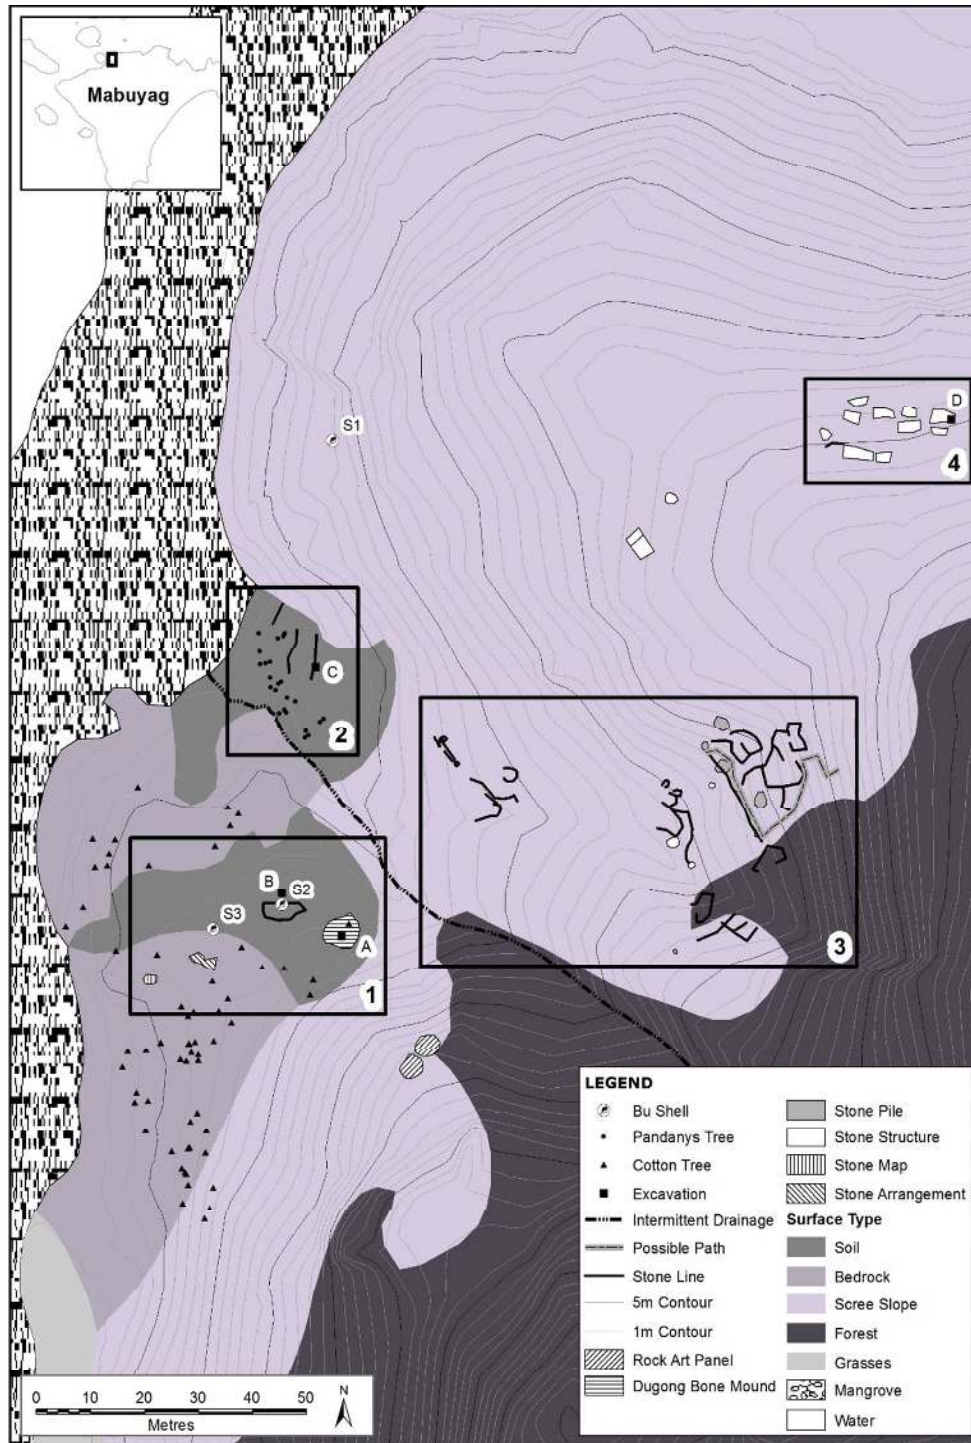 Mabuyag
S1
D
4
C
2
3
B
S2
S3
A
1
LEGEND
Bu Shell
Pandanys Tree
Cotton Tree
Excavation
Intermittent Drainage
Possible Path
Stone Line
5m Contour
1m Contour
Rock Art Panel
Dugong Bone Mound
Stone Pile
Stone Structure
Stone Map
Stone Arrangement
Surface Type
Soil
Bedrock
Scree Slope
Forest
Grasses
Mangrove
Water
0 10 20 30 40 50
Metres
N